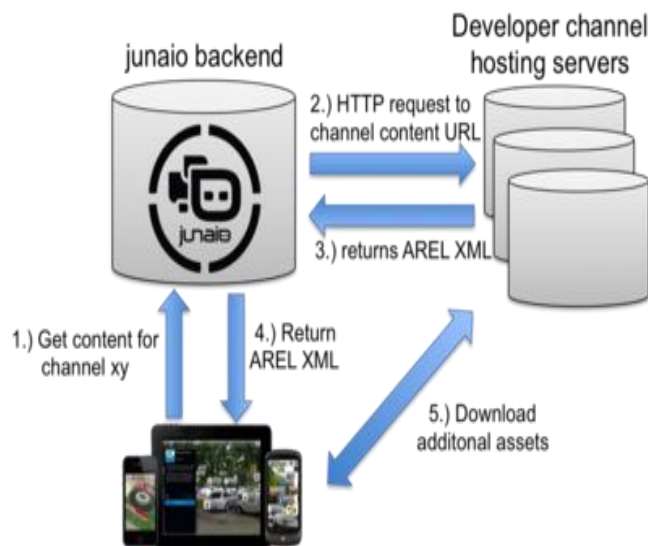 junaio backend
Developer channel
hosting servers
2.) HTTP request to
channel content URL
junaio
3.) returns AREL XML
1.) Get content for
channel xy
4.) Return
AREL XML
5.) Download
additonal assets